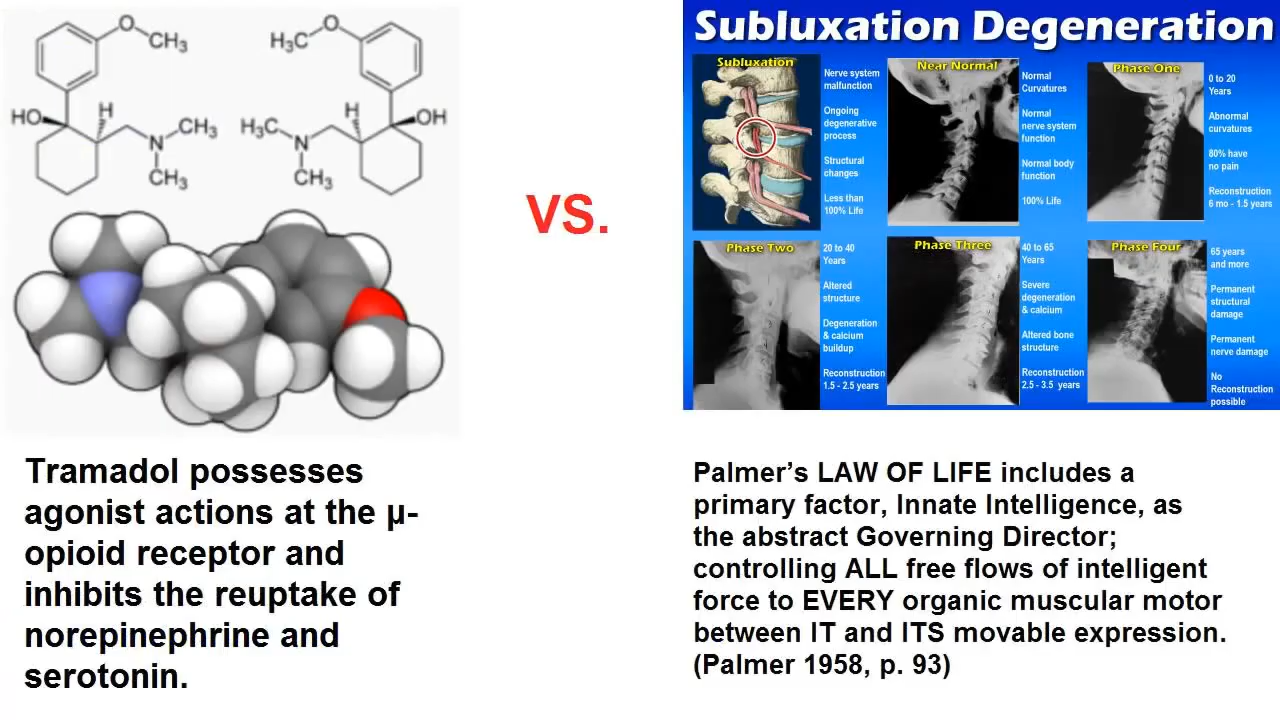 O
CH₃
HO
H
N
CH₃
CH₃
H₃C
O
H
OH
H₃C
N
CH₃
Tramadol possesses
agonist actions at the µ-
opioid receptor and
inhibits the reuptake of
norepinephrine and
serotonin.
VS.
Subluxation Degeneration
Subluxation
Nerve system
malfunction
Ongoing
degenerative
process
Structural
changes
Less than
100% Life
Near Normal
Normal
Curvatures
Normal
nerve system
function
Normal body
function
100% Life
Phase One
0 to 20
Years
Abnormal
curvatures
80% have
no pain
Reconstruction
6 mo - 1.5 years
Phase Two
20 to 40
Years
Altered
structure
Degeneration
& calcium
buildup
Reconstruction
1.5 - 2.5 years
Phase Three
40 to 65
Years
Severe
degeneration
& calcium
Altered bone
structure
Reconstruction
2.5 - 3.5 years
Phase Four
65 years
and more
Permanent
structural
damage
Permanent
nerve damage
No
Reconstruction
possible
Palmer’s LAW OF LIFE includes a
primary factor, Innate Intelligence, as
the abstract Governing Director;
controlling ALL free flows of intelligent
force to EVERY organic muscular motor
between IT and ITS movable expression.
(Palmer 1958, p. 93)